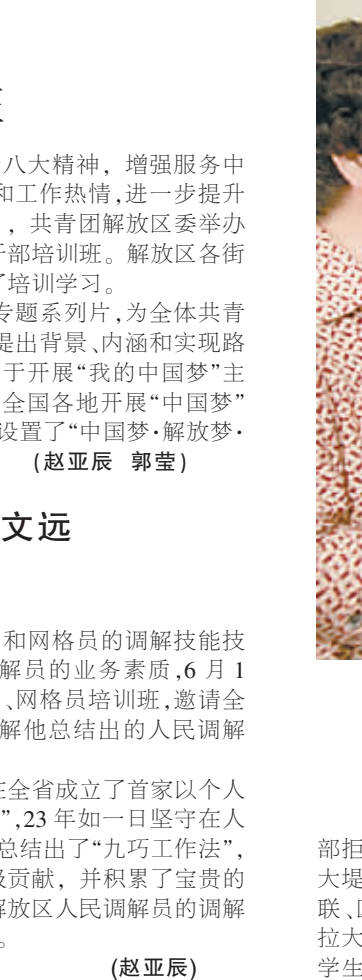 八大精神，增强服务中
和工作热情，进一步提升
，共青团解放区委举办
干部培训班。解放区各街
了培训学习。
专题系列片，为全体共青
提出背景、内涵和实现路
于开展“我的中国梦”主
全国各地开展“中国梦”
设置了“中国梦·解放梦·
（赵亚辰 郭莹）
文远
和网格员的调解技能技
解员的业务素质，6 月 1
、网格员培训班，邀请全
解他总结出的人民调解
在全省成立了首家以个人
”，23 年如一日坚守在人
总结出了“九巧工作法”，
极贡献，并积累了宝贵的
解放区人民调解员的调解
。
（赵亚辰）
部拒
大堤
联、
拉大
学生